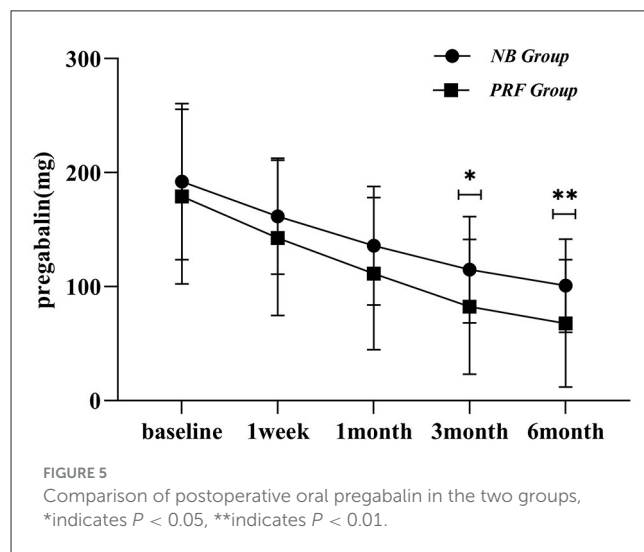 300
200
100
0
pregabalin(mg)
NB Group
PRF Group
*
**
baseline 1week 1month 3month 6month
FIGURE 5
Comparison of postoperative oral pregabalin in the two groups,
*indicates P < 0.05, **indicates P < 0.01.